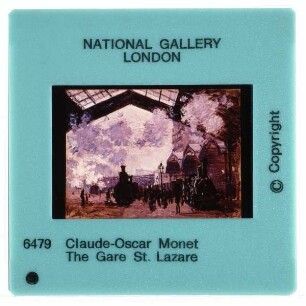 NATIONAL GALLERY
LONDON
© Copyright
6479 Claude-Oscar Monet
The Gare St. Lazare